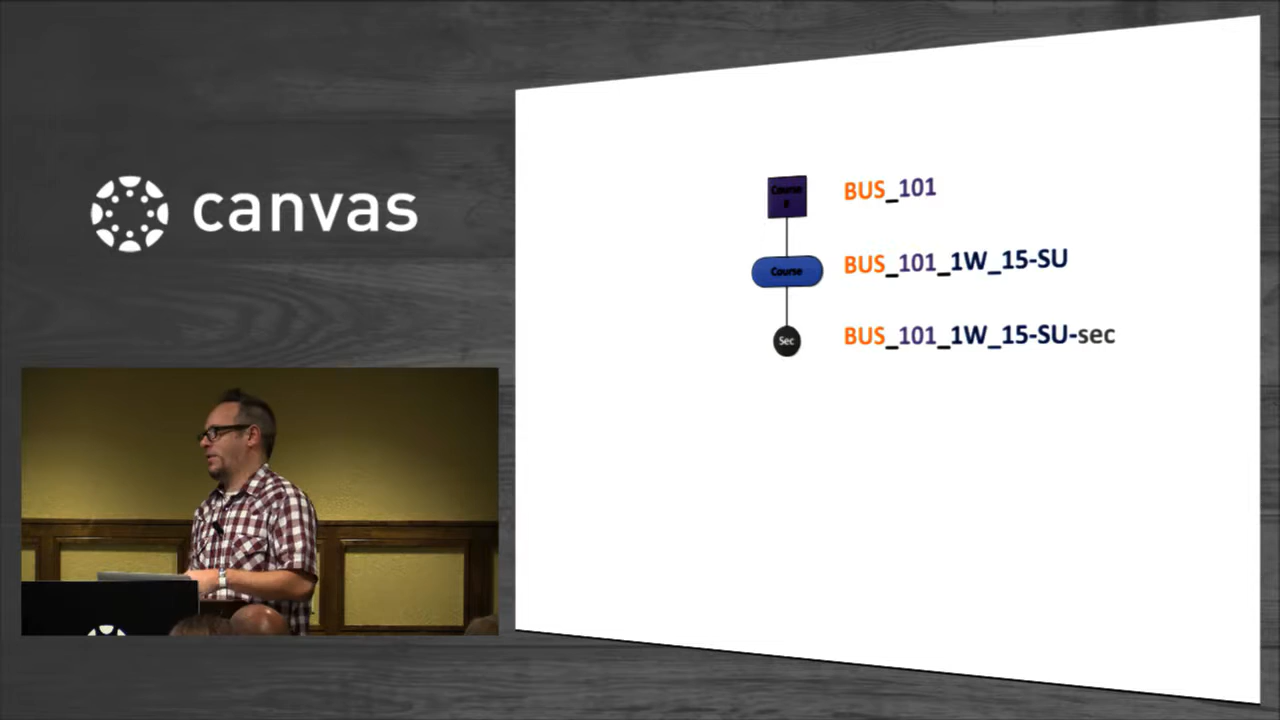 canvas
Course
BUS_101
Course
BUS_101_1W_15-SU
Sec
BUS_101_1W_15-SU-sec